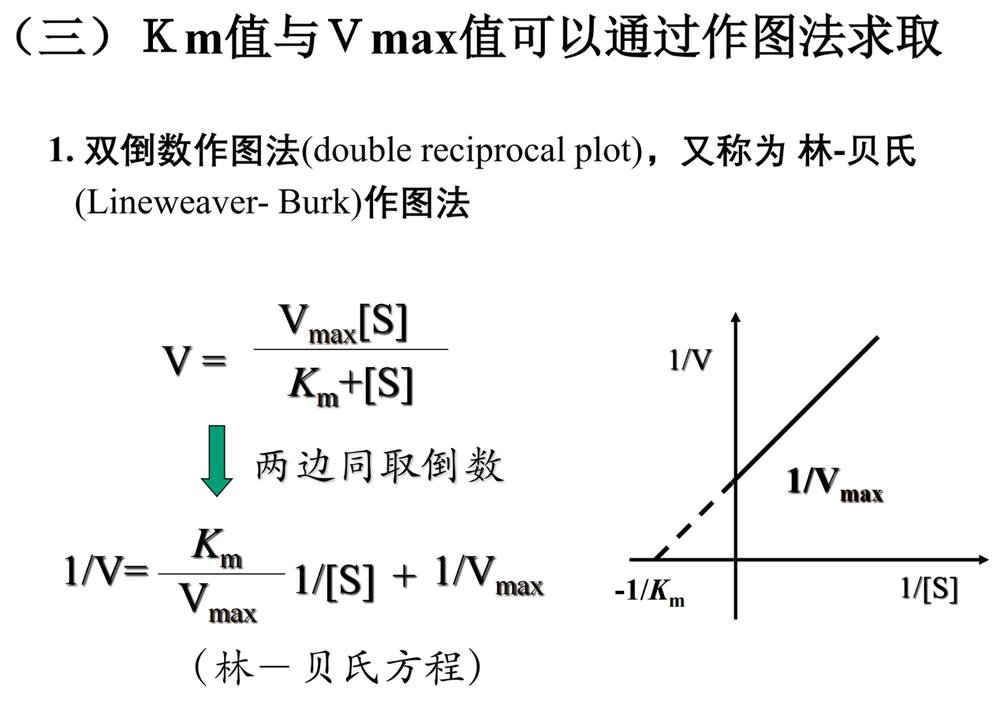 （三）Km值与Vmax值可以通过作图法求取
1. 双倒数作图法(double reciprocal plot)，又称为 林-贝氏
(Lineweaver- Burk)作图法
V = Vmax[S] / Km+[S]
两边同取倒数
1/V= Km / Vmax 1/[S] + 1/Vmax
（林－贝氏方程）
1/V
1/Vmax
-1/Km
1/[S]